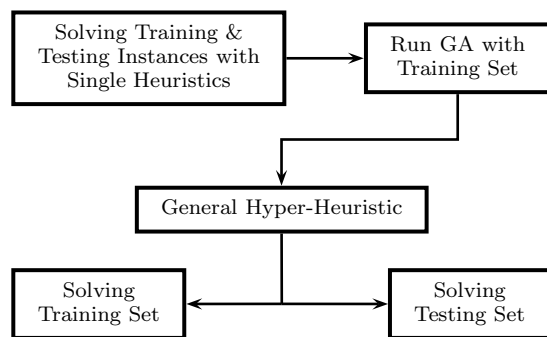 Solving Training &
Testing Instances with
Single Heuristics
Run GA with
Training Set
General Hyper-Heuristic
Solving
Training Set
Solving
Testing Set